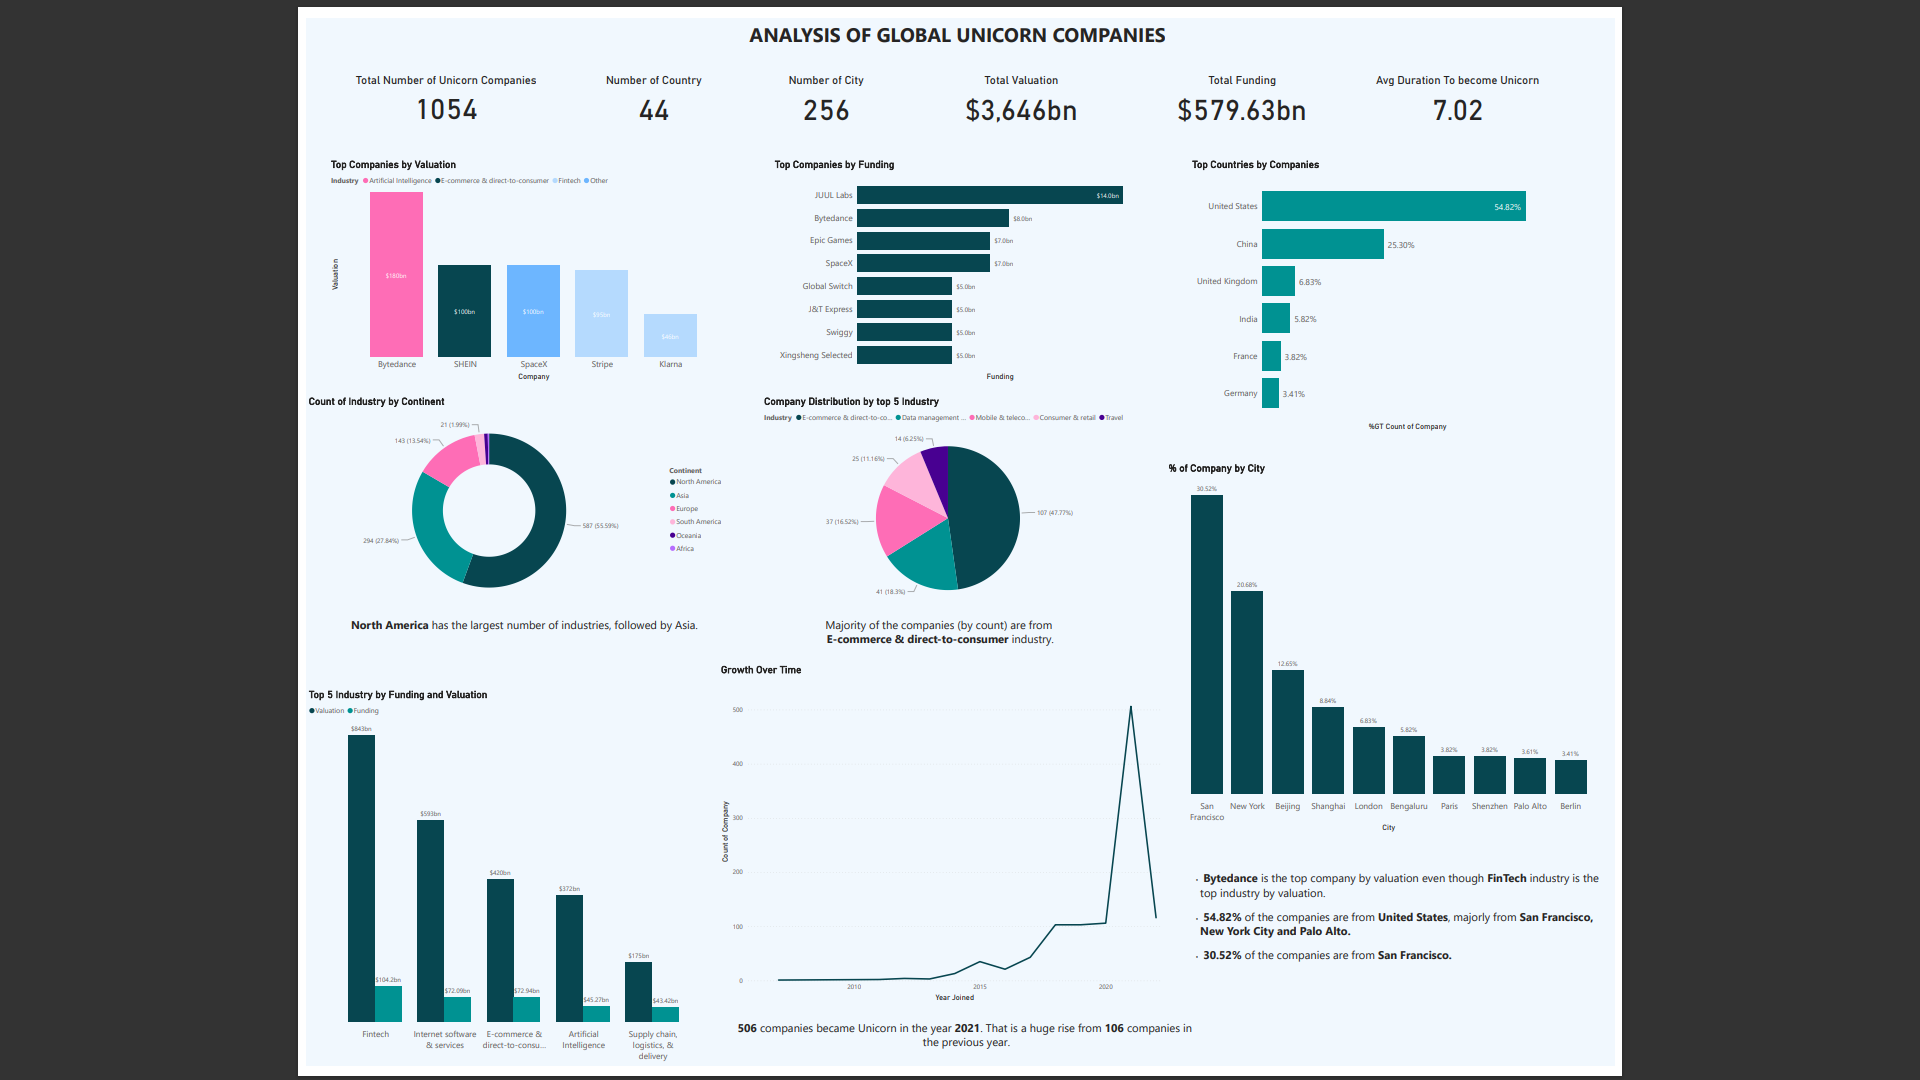 ANALYSIS OF GLOBAL UNICORN COMPANIES
Total Number of Unicorn Companies
1054
Number of Country
44
Number of City
256
Total Valuation
$3,646bn
Total Funding
$579.63bn
Avg Duration To become Unicorn
7.02
Top Companies by Valuation
Industry Artificial Intelligence E-commerce & direct-to-consumer Fintech Other
Valuation
$180bn
$100bn
$100bn
$95bn
$46bn
Bytedance SHEIN SpaceX Stripe Klarna
Company
Top Companies by Funding
JUUL Labs $14.0bn
Bytedance $8.0bn
Epic Games $7.0bn
SpaceX $7.0bn
Global Switch $5.0bn
J&T Express $5.0bn
Swiggy $5.0bn
Xingsheng Selected $5.0bn
Funding
Top Countries by Companies
United States 54.82%
China 25.30%
United Kingdom 6.83%
India 5.82%
France 3.82%
Germany 3.41%
%GT Count of Company
Count of Industry by Continent
21 (1.99%)
143 (13.54%)
587 (55.59%)
294 (27.84%)
Continent
North America
Asia
Europe
South America
Oceania
Africa
North America has the largest number of industries, followed by Asia.
Company Distribution by top 5 Industry
Industry E-commerce & direct-to-co... Data management ... Mobile & teleco... Consumer & retail Travel
14 (6.25%)
25 (11.16%)
107 (47.77%)
37 (16.52%)
41 (18.3%)
Majority of the companies (by count) are from
E-commerce & direct-to-consumer industry.
% of Company by City
30.52%
20.68%
12.65%
8.84%
6.83%
5.82%
3.82%
3.82%
3.61%
3.41%
San Francisco
New York
Beijing
Shanghai
London
Bengaluru
Paris
Shenzhen
Palo Alto
Berlin
City
Top 5 Industry by Funding and Valuation
Valuation Funding
$843bn
$104.2bn
$593bn
$72.09bn
$420bn
$72.94bn
$372bn
$45.27bn
$175bn
$43.42bn
Fintech
Internet software
& services
E-commerce &
direct-to-consu...
Artificial
Intelligence
Supply chain,
logistics, &
delivery
Growth Over Time
Count of Company
500
400
300
200
100
0
2010 2015 2020
Year Joined
506 companies became Unicorn in the year 2021. That is a huge rise from 106 companies in
the previous year.
· Bytedance is the top company by valuation even though FinTech industry is the
top industry by valuation.
· 54.82% of the companies are from United States, majorly from San Francisco,
New York City and Palo Alto.
· 30.52% of the companies are from San Francisco.